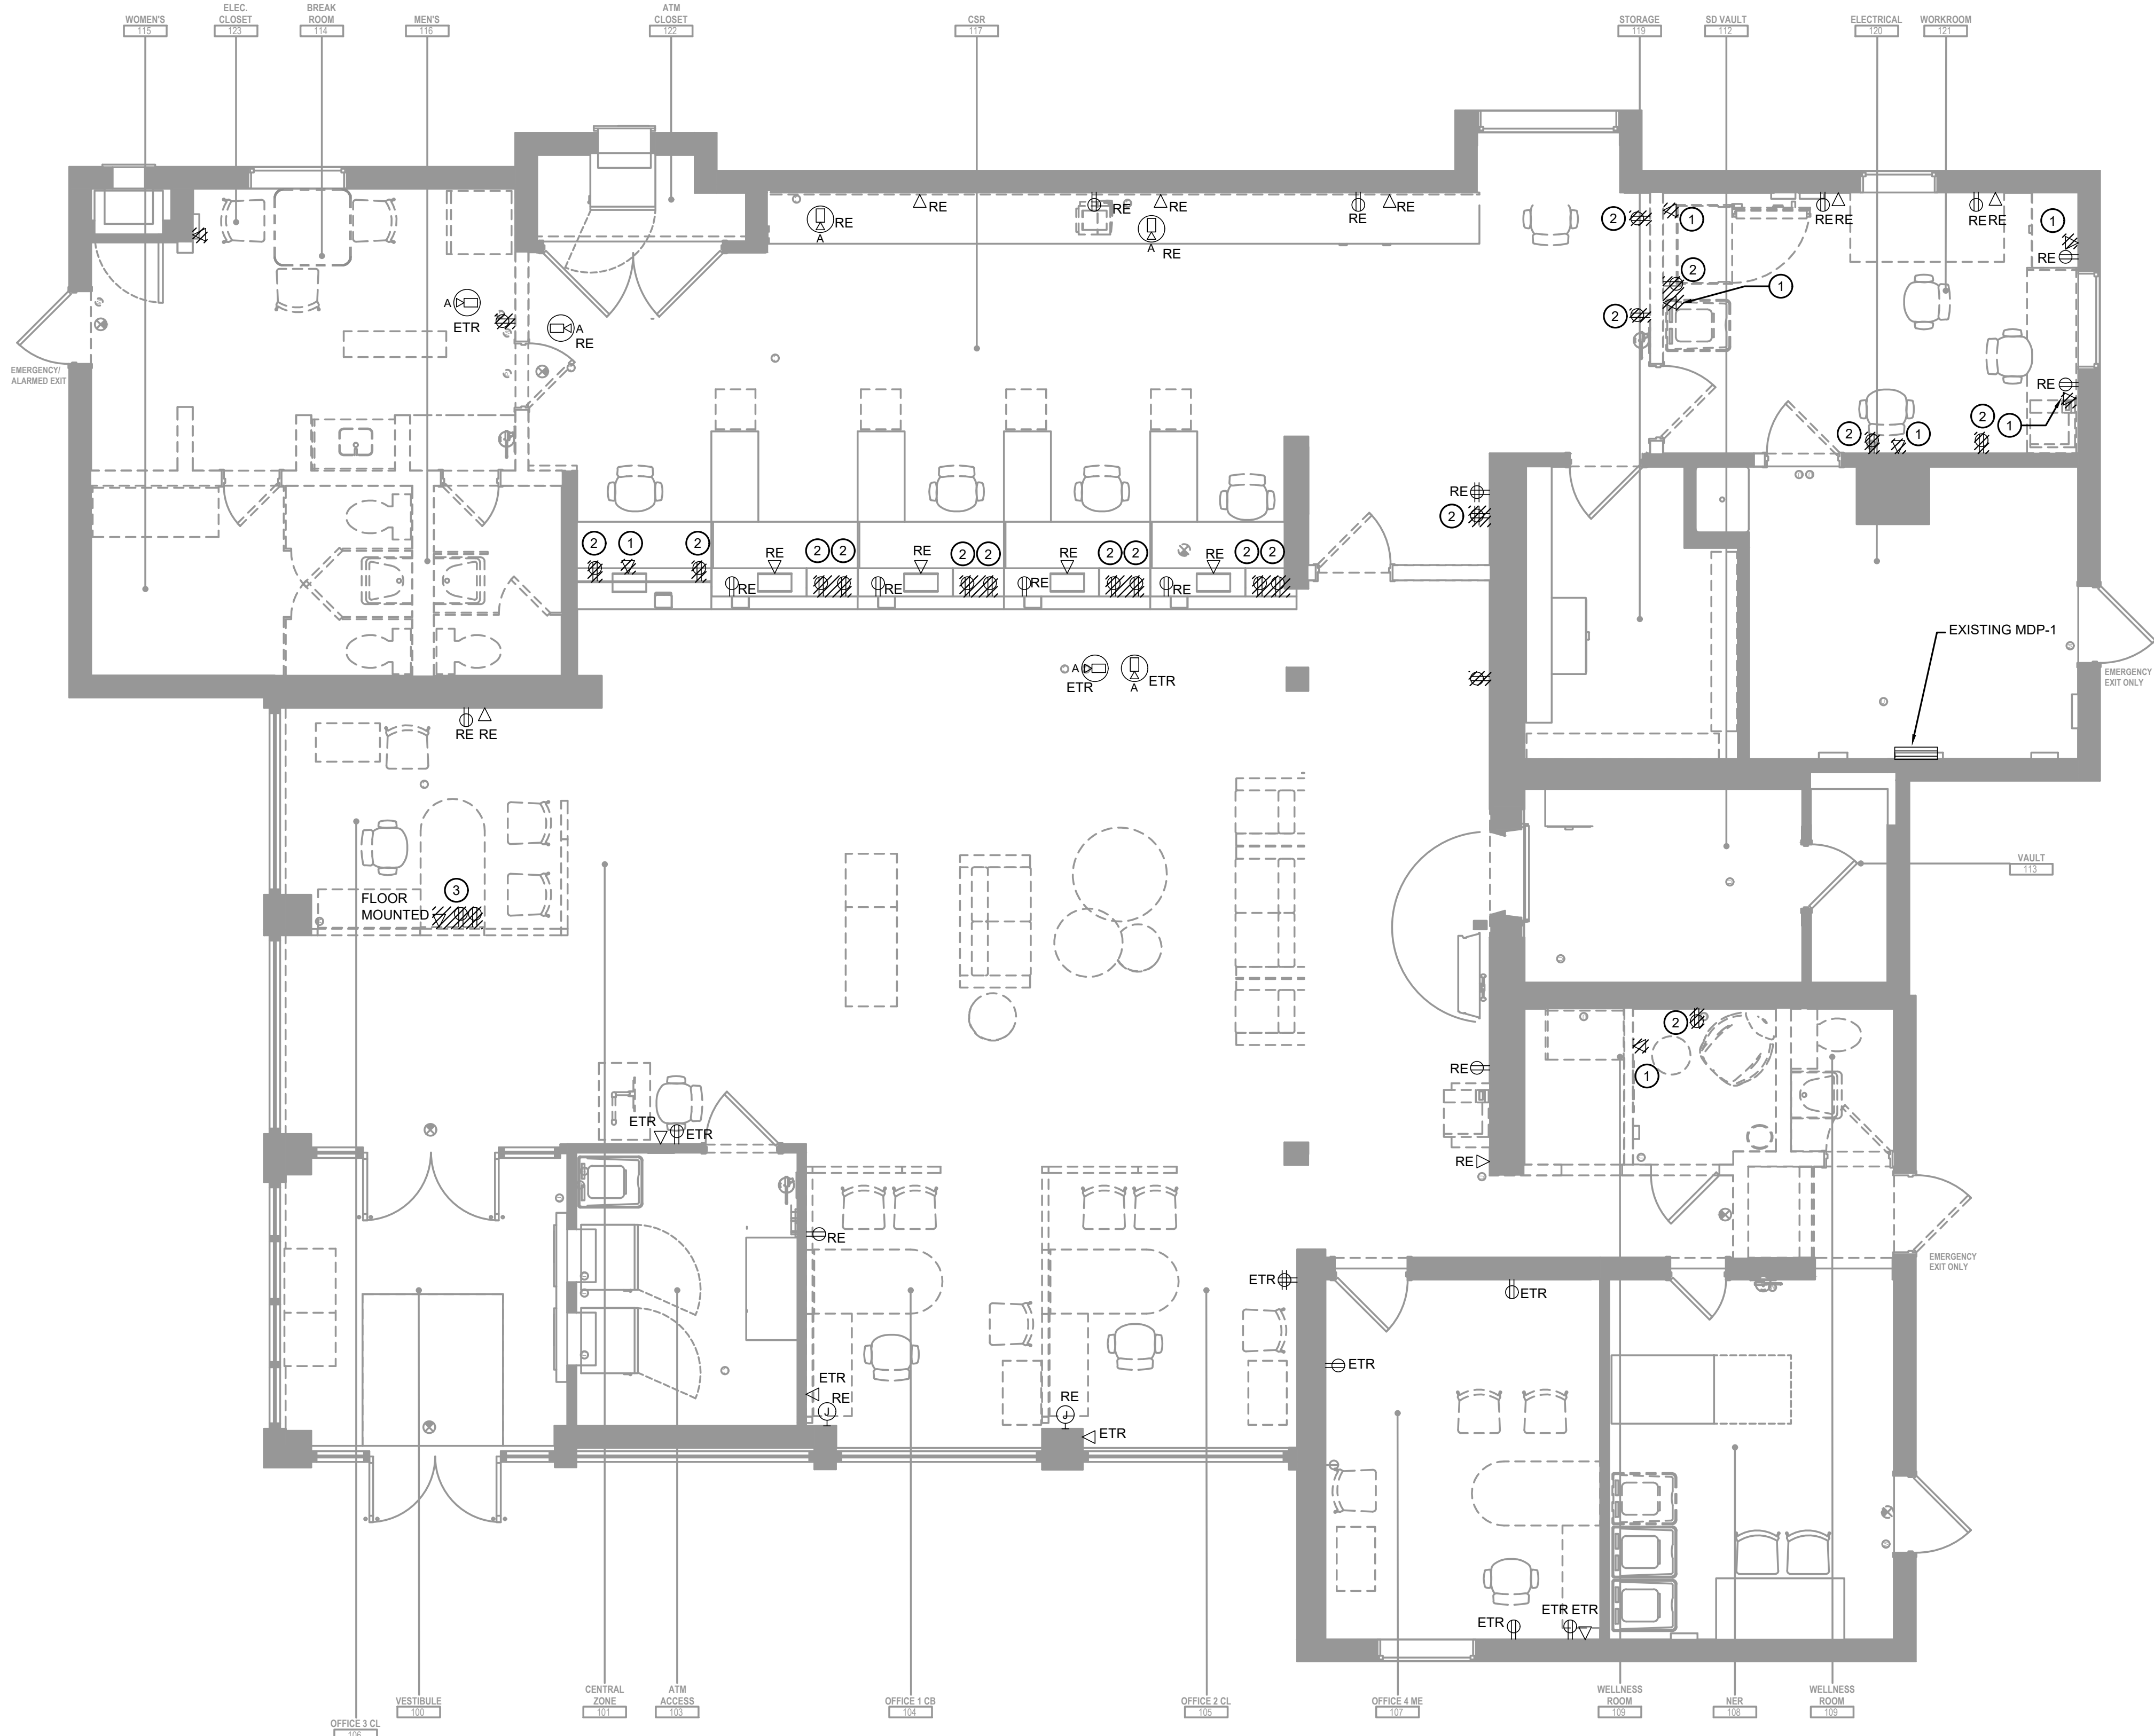 WOMEN'S
115
ELEC.
CLOSET
123
BREAK
ROOM
114
MEN'S
116
ATM
CLOSET
122
CSR
117
STORAGE
119
SD VAULT
112
ELECTRICAL
120
WORKROOM
121
RE
A
RE
RE
RE
A
RE
RE
RE
2
1
RE RE
RE RE
1
RE
2
1
2
A
ETR
A
RE
EMERGENCY/
ALARMED EXIT
RE
1
2
1
2
RE
2
2
1
2
RE
2
2
RE
2
2
RE
2
2
RE
2
2
RE
RE
RE
RE
EXISTING MDP-1
A
ETR
A
ETR
EMERGENCY
EXIT ONLY
RE RE
VAULT
113
3
FLOOR
MOUNTED
2
1
RE
ETR
ETR
RE
RE
EMERGENCY
EXIT ONLY
ETR
ETR
ETR
ETR
RE
J
RE
J
ETR
ETR
ETR ETR
VESTIBULE
100
CENTRAL
ZONE
101
ATM
ACCESS
103
OFFICE 1 CB
104
OFFICE 2 CL
105
OFFICE 4 ME
107
WELLNESS
ROOM
109
NER
108
WELLNESS
ROOM
109
OFFICE 3 CL
106